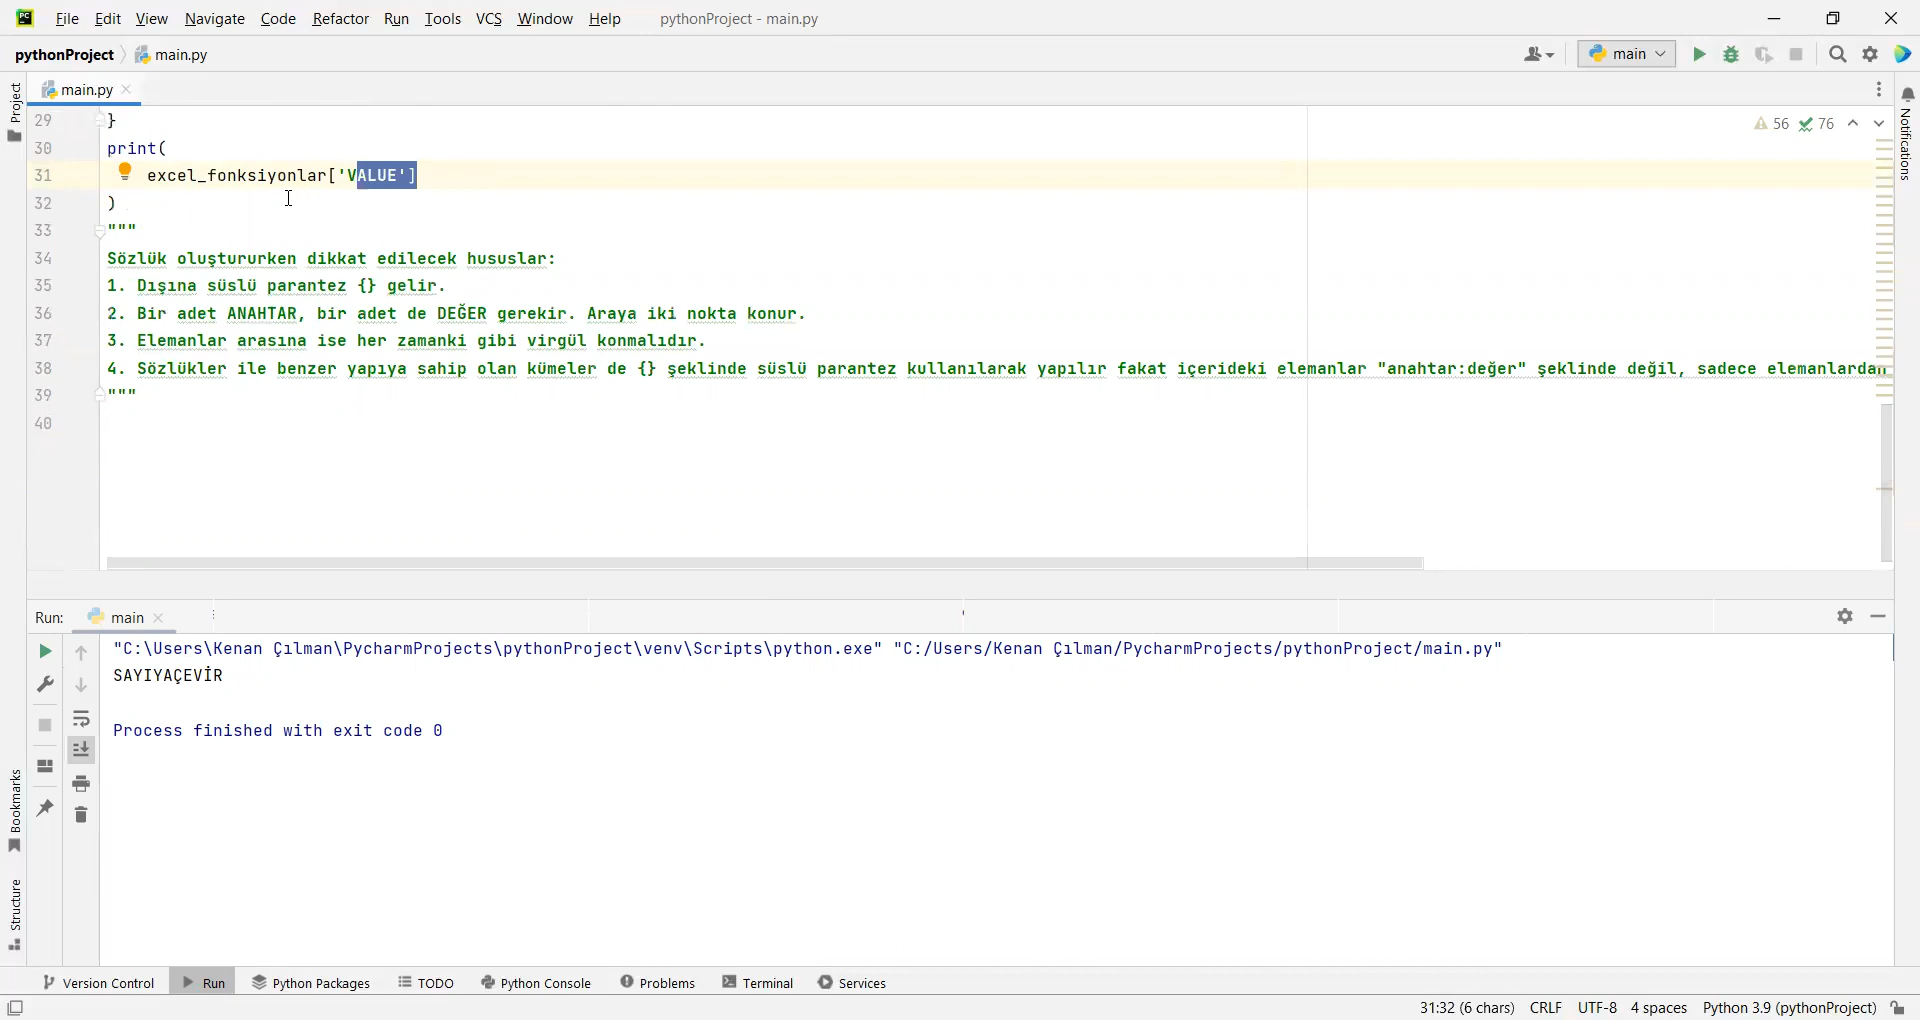 File Edit View Navigate Code Refactor Run Tools VCS Window Help pythonProject - main.py
pythonProject main.py main
Project
main.py
Notifications
56 76
29 }
30 print(
31 excel_fonksiyonlar['VALUE']
32 )
33 """
34 Sözlük oluştururken dikkat edilecek hususlar:
35 1. Dışına süslü parantez {} gelir.
36 2. Bir adet ANAHTAR, bir adet de DEĞER gerekir. Araya iki nokta konur.
37 3. Elemanlar arasına ise her zamanki gibi virgül konmalıdır.
38 4. Sözlükler ile benzer yapıya sahip olan kümeler de {} şeklinde süslü parantez kullanılarak yapılır fakat içerideki elemanlar "anahtar:değer" şeklinde değil, sadece elemanlardan
39 """
40
Run: main
"C:\Users\Kenan Çılman\PycharmProjects\pythonProject\venv\Scripts\python.exe" "C:/Users/Kenan Çılman/PycharmProjects/pythonProject/main.py"
SAYIYAÇEVİR
Process finished with exit code 0
Bookmarks
Structure
Version Control Run Python Packages TODO Python Console Problems Terminal Services
31:32 (6 chars) CRLF UTF-8 4 spaces Python 3.9 (pythonProject)